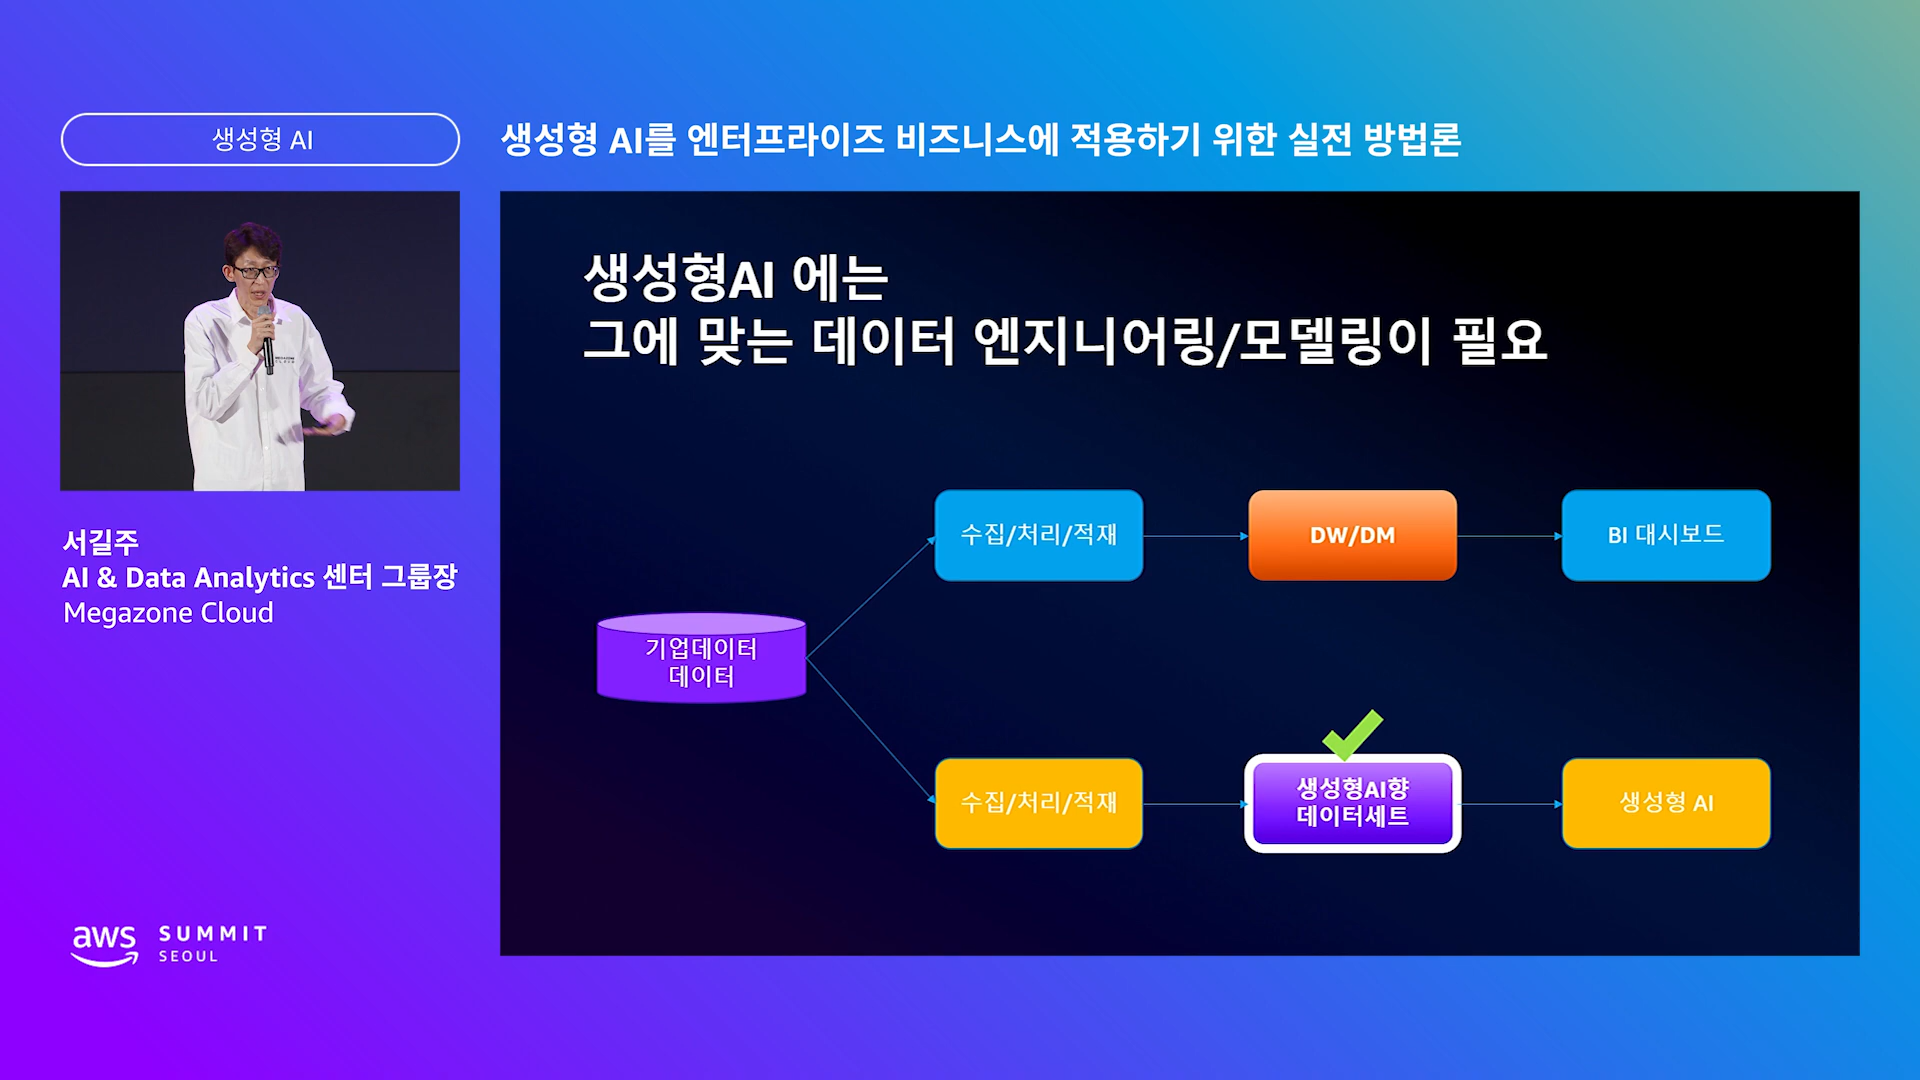 생성형 AI
생성형 AI를 엔터프라이즈 비즈니스에 적용하기 위한 실전 방법론
서길주
AI & Data Analytics 센터 그룹장
Megazone Cloud
aws SUMMIT
SEOUL
생성형AI 에는
그에 맞는 데이터 엔지니어링/모델링이 필요
기업데이터
데이터
수집/처리/적재
DW/DM
BI 대시보드
수집/처리/적재
생성형AI향
데이터세트
생성형 AI